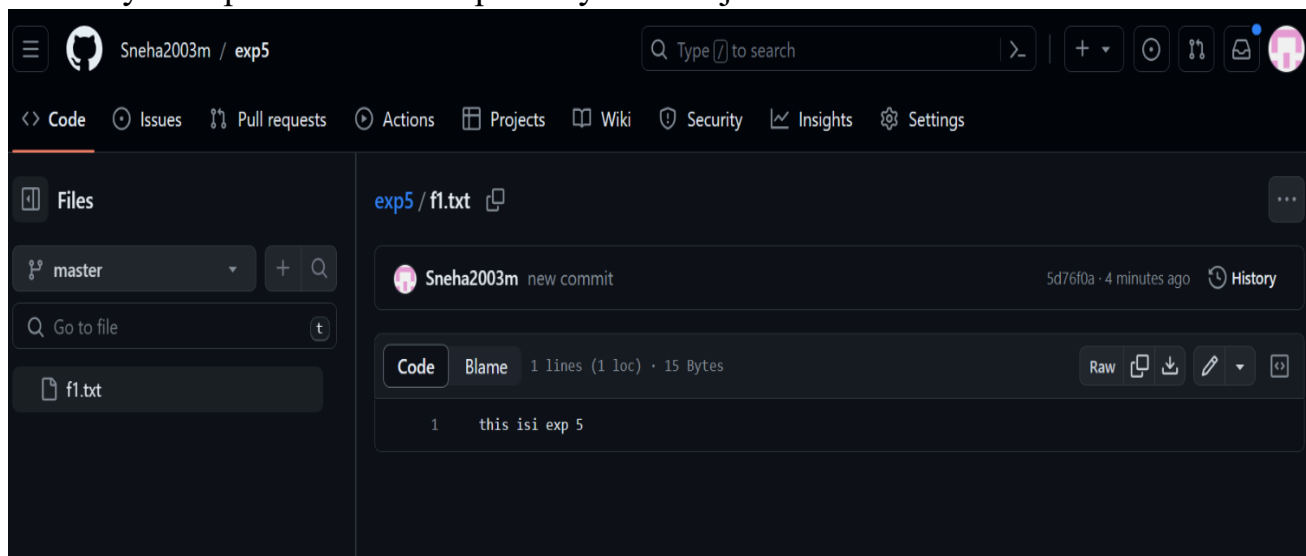 Sneha2003m / exp5
Type / to search
Code Issues Pull requests Actions Projects Wiki Security Insights Settings
Files
exp5 / f1.txt
master
Sneha2003m new commit
5d76f0a · 4 minutes ago History
Go to file t
Code Blame 1 lines (1 loc) · 15 Bytes
Raw
f1.txt
1 this isi exp 5